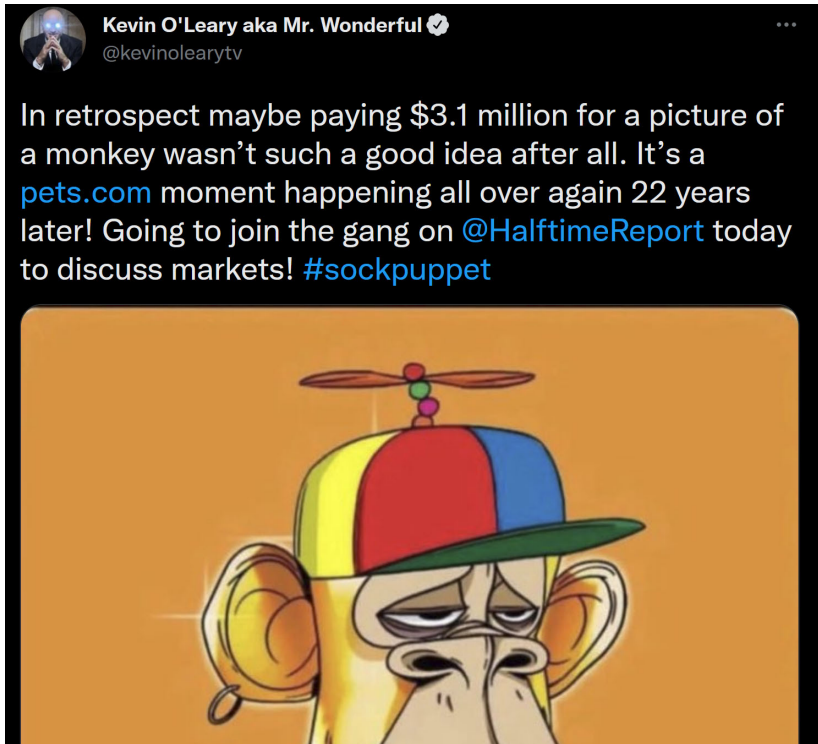 Kevin O'Leary aka Mr. Wonderful
@kevinolearytv
In retrospect maybe paying $3.1 million for a picture of
a monkey wasn’t such a good idea after all. It’s a
pets.com moment happening all over again 22 years
later! Going to join the gang on @HalftimeReport today
to discuss markets! #sockpuppet